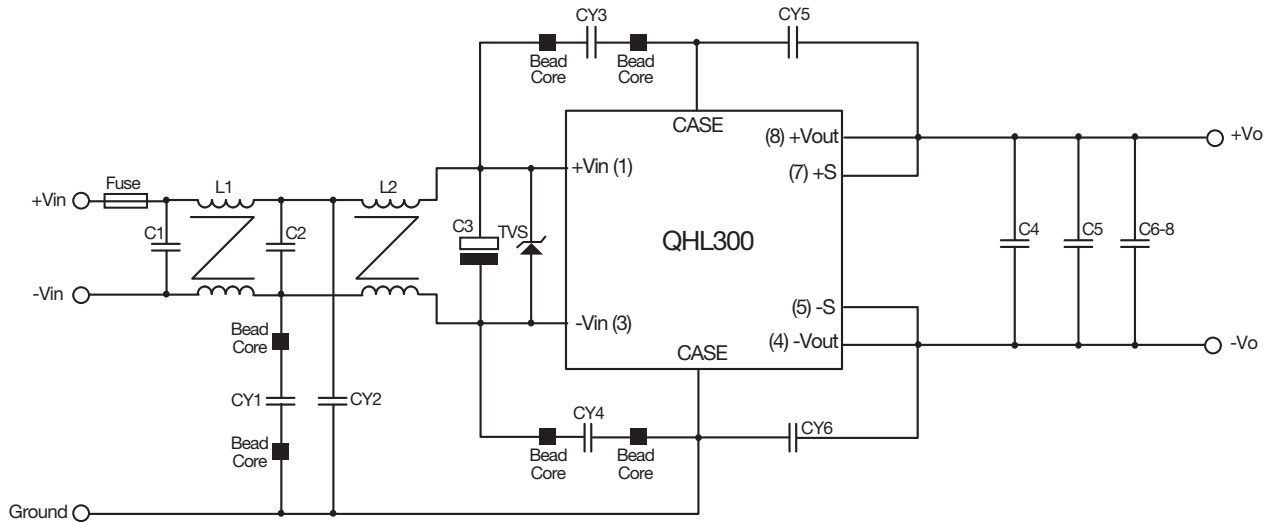 CY3
CY5
Bead
Core
Bead
Core
CASE
(8) +Vout
+Vo
+Vin (1)
(7) +S
Fuse
L1
L2
+Vin
C3
TVS
C1
C2
QHL300
C4
C5
C6-8
-Vin
(5) -S
-Vin (3)
Bead
Core
CASE
(4) -Vout
-Vo
CY1
CY2
CY4
CY6
Bead
Core
Bead
Core
Bead
Core
Ground